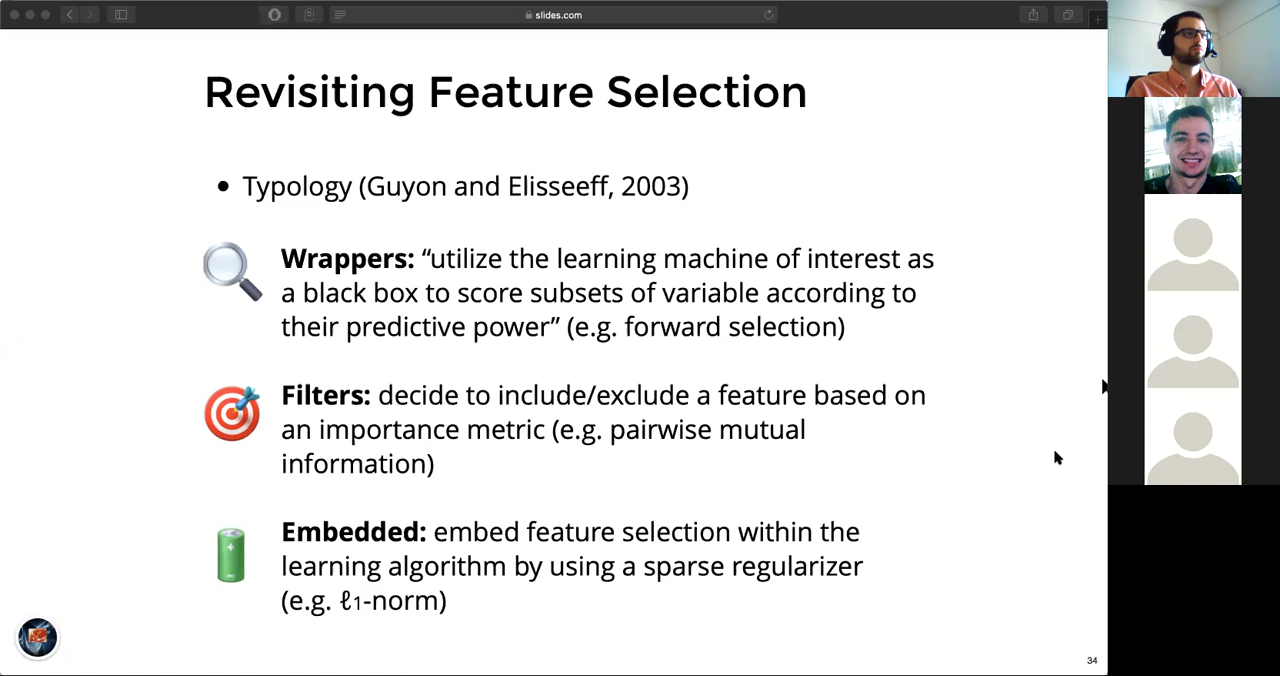 slides.com
Revisiting Feature Selection
• Typology (Guyon and Elisseeff, 2003)
Wrappers: “utilize the learning machine of interest as
a black box to score subsets of variable according to
their predictive power” (e.g. forward selection)
Filters: decide to include/exclude a feature based on
an importance metric (e.g. pairwise mutual
information)
Embedded: embed feature selection within the
learning algorithm by using a sparse regularizer
(e.g. ℓ1-norm)
34